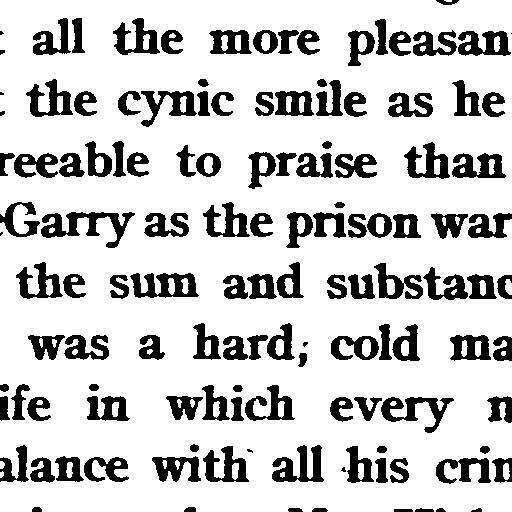 all the more pleasan
the cynic smile as he
reeable to praise than
Garry as the prison war
the sum and substanc
was a hard, cold ma
ife in which every
alance with all his crin